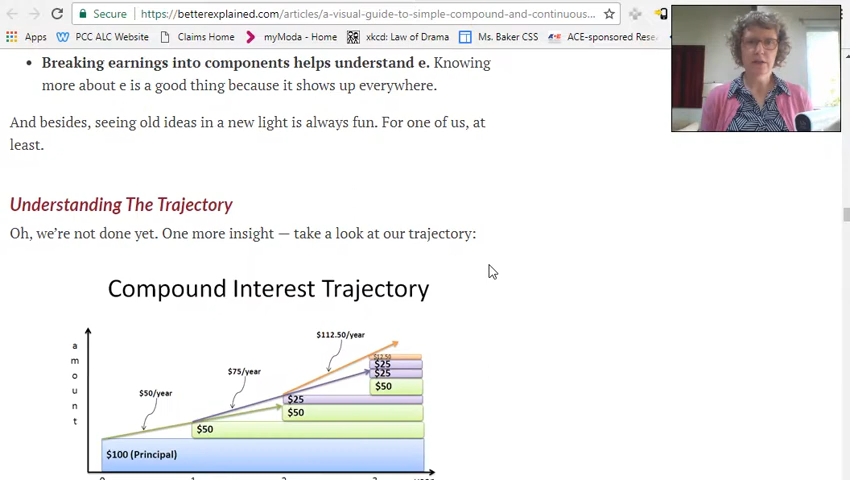 Secure
https://betterexplained.com/articles/a-visual-guide-to-simple-compound-and-continuous...
Apps
PCC ALC Website
Claims Home
myModa - Home
xkcd: Law of Drama
Ms. Baker CSS
ACE-sponsored Resea
Breaking earnings into components helps understand e. Knowing
more about e is a good thing because it shows up everywhere.
And besides, seeing old ideas in a new light is always fun. For one of us, at
least.
Understanding The Trajectory
Oh, we're not done yet. One more insight — take a look at our trajectory:
Compound Interest Trajectory
amount
$112.50/year
$75/year
$50/year
$12.50
$25
$25
$50
$25
$50
$50
$100 (Principal)